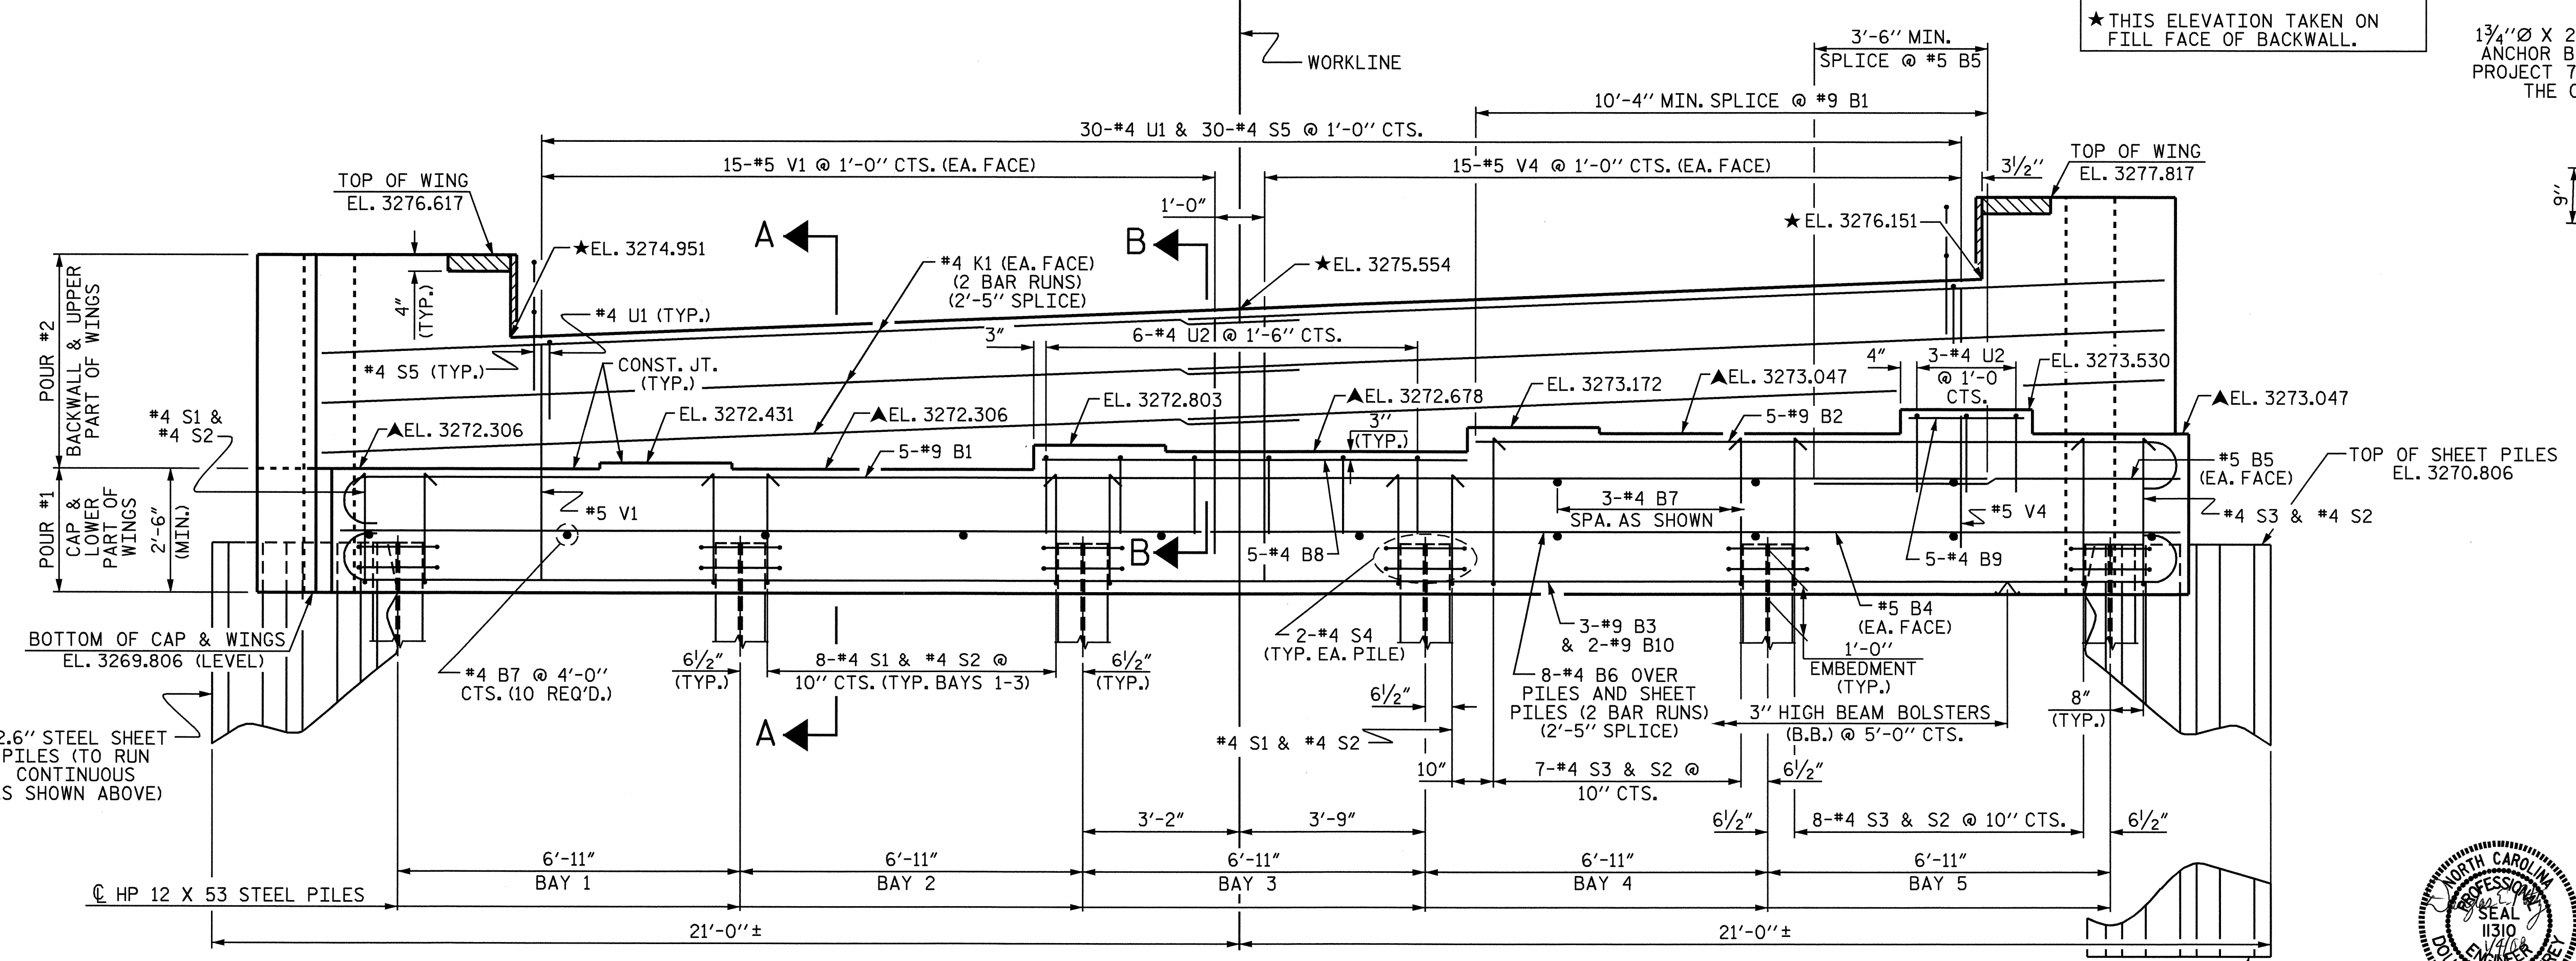 ★ THIS ELEVATION TAKEN ON
FILL FACE OF BACKWALL.
1¾"Ø X 2
ANCHOR B
PROJECT 7
THE
9"
WORKLINE
3'-6" MIN.
SPLICE @ #5 B5
10'-4" MIN. SPLICE @ #9 B1
30-#4 U1 & 30-#4 S5 @ 1'-0" CTS.
15-#5 V1 @ 1'-0" CTS. (EA. FACE)
15-#5 V4 @ 1'-0" CTS. (EA. FACE)
3½"
TOP OF WING
EL. 3277.817
TOP OF WING
EL. 3276.617
1'-0"
A
B
★EL. 3276.151
★EL. 3274.951
#4 K1 (EA. FACE)
(2 BAR RUNS)
(2'-5" SPLICE)
★EL. 3275.554
4"
(TYP.)
#4 U1 (TYP.)
3"
6-#4 U2 @ 1'-6" CTS.
POUR #2
BACKWALL & UPPER
PART OF WINGS
#4 S5 (TYP.)
CONST. JT.
(TYP.)
4"
3-#4 U2
@ 1'-0
CTS.
EL. 3273.530
#4 S1 &
#4 S2
EL. 3272.431
▲EL. 3272.306
EL. 3272.803
▲EL. 3272.678
EL. 3273.172
▲EL. 3273.047
▲EL. 3273.047
▲EL. 3272.306
3"
(TYP.)
5-#9 B2
5-#9 B1
#5 B5
(EA. FACE)
TOP OF SHEET PILES
EL. 3270.806
POUR #1
CAP &
LOWER
PART OF
WINGS
2'-6"
(MIN.)
#5 V1
3-#4 B7
SPA. AS SHOWN
#5 V4
#4 S3 & #4 S2
B
5-#4 B8
5-#4 B9
BOTTOM OF CAP & WINGS
EL. 3269.806 (LEVEL)
#4 B7 @ 4'-0"
CTS. (10 REQ'D.)
6½"
(TYP.)
8-#4 S1 & #4 S2 @
10" CTS. (TYP. BAYS 1-3)
6½"
(TYP.)
2-#4 S4
(TYP. EA. PILE)
3-#9 B3
& 2-#9 B10
#5 B4
(EA. FACE)
1'-0"
EMBEDMENT
(TYP.)
6½"
8-#4 B6 OVER
PILES AND SHEET
PILES (2 BAR RUNS)
(2'-5" SPLICE)
3" HIGH BEAM BOLSTERS
(B.B.) @ 5'-0" CTS.
8"
(TYP.)
2.6" STEEL SHEET
PILES (TO RUN
CONTINUOUS
S SHOWN ABOVE)
A
#4 S1 & #4 S2
10"
7-#4 S3 & S2 @
10" CTS.
6½"
3'-2"
3'-9"
6½"
8-#4 S3 & S2 @ 10" CTS.
6½"
6'-11"
BAY 1
6'-11"
BAY 2
6'-11"
BAY 3
6'-11"
BAY 4
6'-11"
BAY 5
℄ HP 12 X 53 STEEL PILES
21'-0"±
21'-0"±
NORTH CAROLINA
PROFESSIONAL
SEAL
11310
ENGINEER